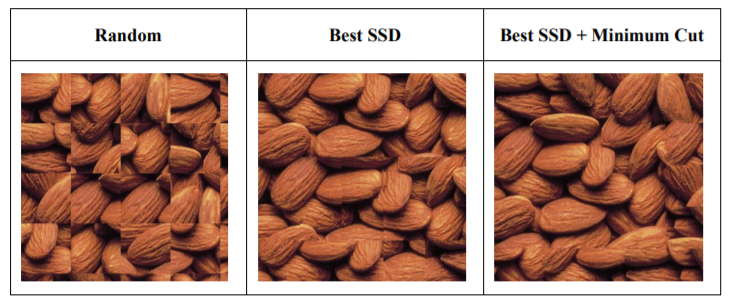 Random
Best SSD
Best SSD + Minimum Cut